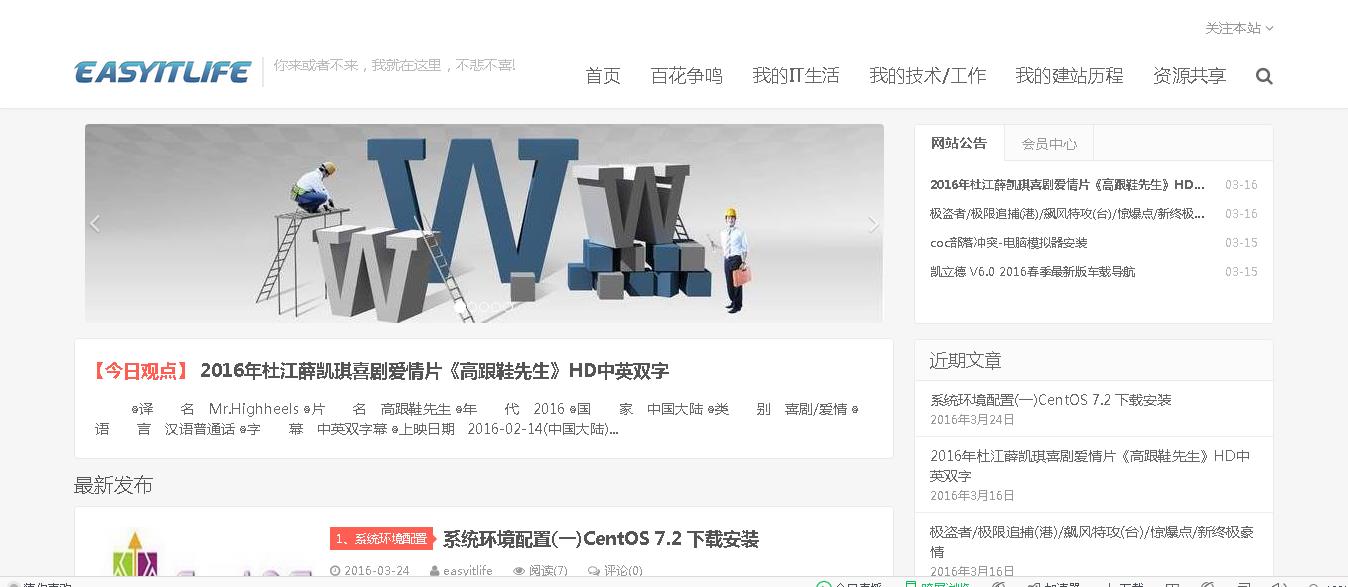 关注本站
EASYITLIFE
你来或者不来，我就在这里，不悲不喜!
首页 百花争鸣 我的IT生活 我的技术/工作 我的建站历程 资源共享
W W W
网站公告 会员中心
2016年杜江薛凯琪喜剧爱情片《高跟鞋先生》HD... 03-16
极盗者/极限追捕(港)/飙风特攻(台)/惊爆点/新终极... 03-16
coc部落冲突-电脑模拟器安装 03-15
凯立德 V6.0 2016春季最新版车载导航 03-15
【今日观点】 2016年杜江薛凯琪喜剧爱情片《高跟鞋先生》HD中英双字
◎译 名 Mr.Highheels ◎片 名 高跟鞋先生 ◎年 代 2016 ◎国 家 中国大陆 ◎类 别 喜剧/爱情 ◎
语 言 汉语普通话 ◎字 幕 中英双字幕 ◎上映日期 2016-02-14(中国大陆)...
近期文章
系统环境配置(一)CentOS 7.2 下载安装
2016年3月24日
2016年杜江薛凯琪喜剧爱情片《高跟鞋先生》HD中
英双字
2016年3月16日
极盗者/极限追捕(港)/飙风特攻(台)/惊爆点/新终极豪
情
2016年3月16日
最新发布
1、系统环境配置 系统环境配置(一)CentOS 7.2 下载安装
2016-03-24 easyitlife 阅读(7) 评论(0)